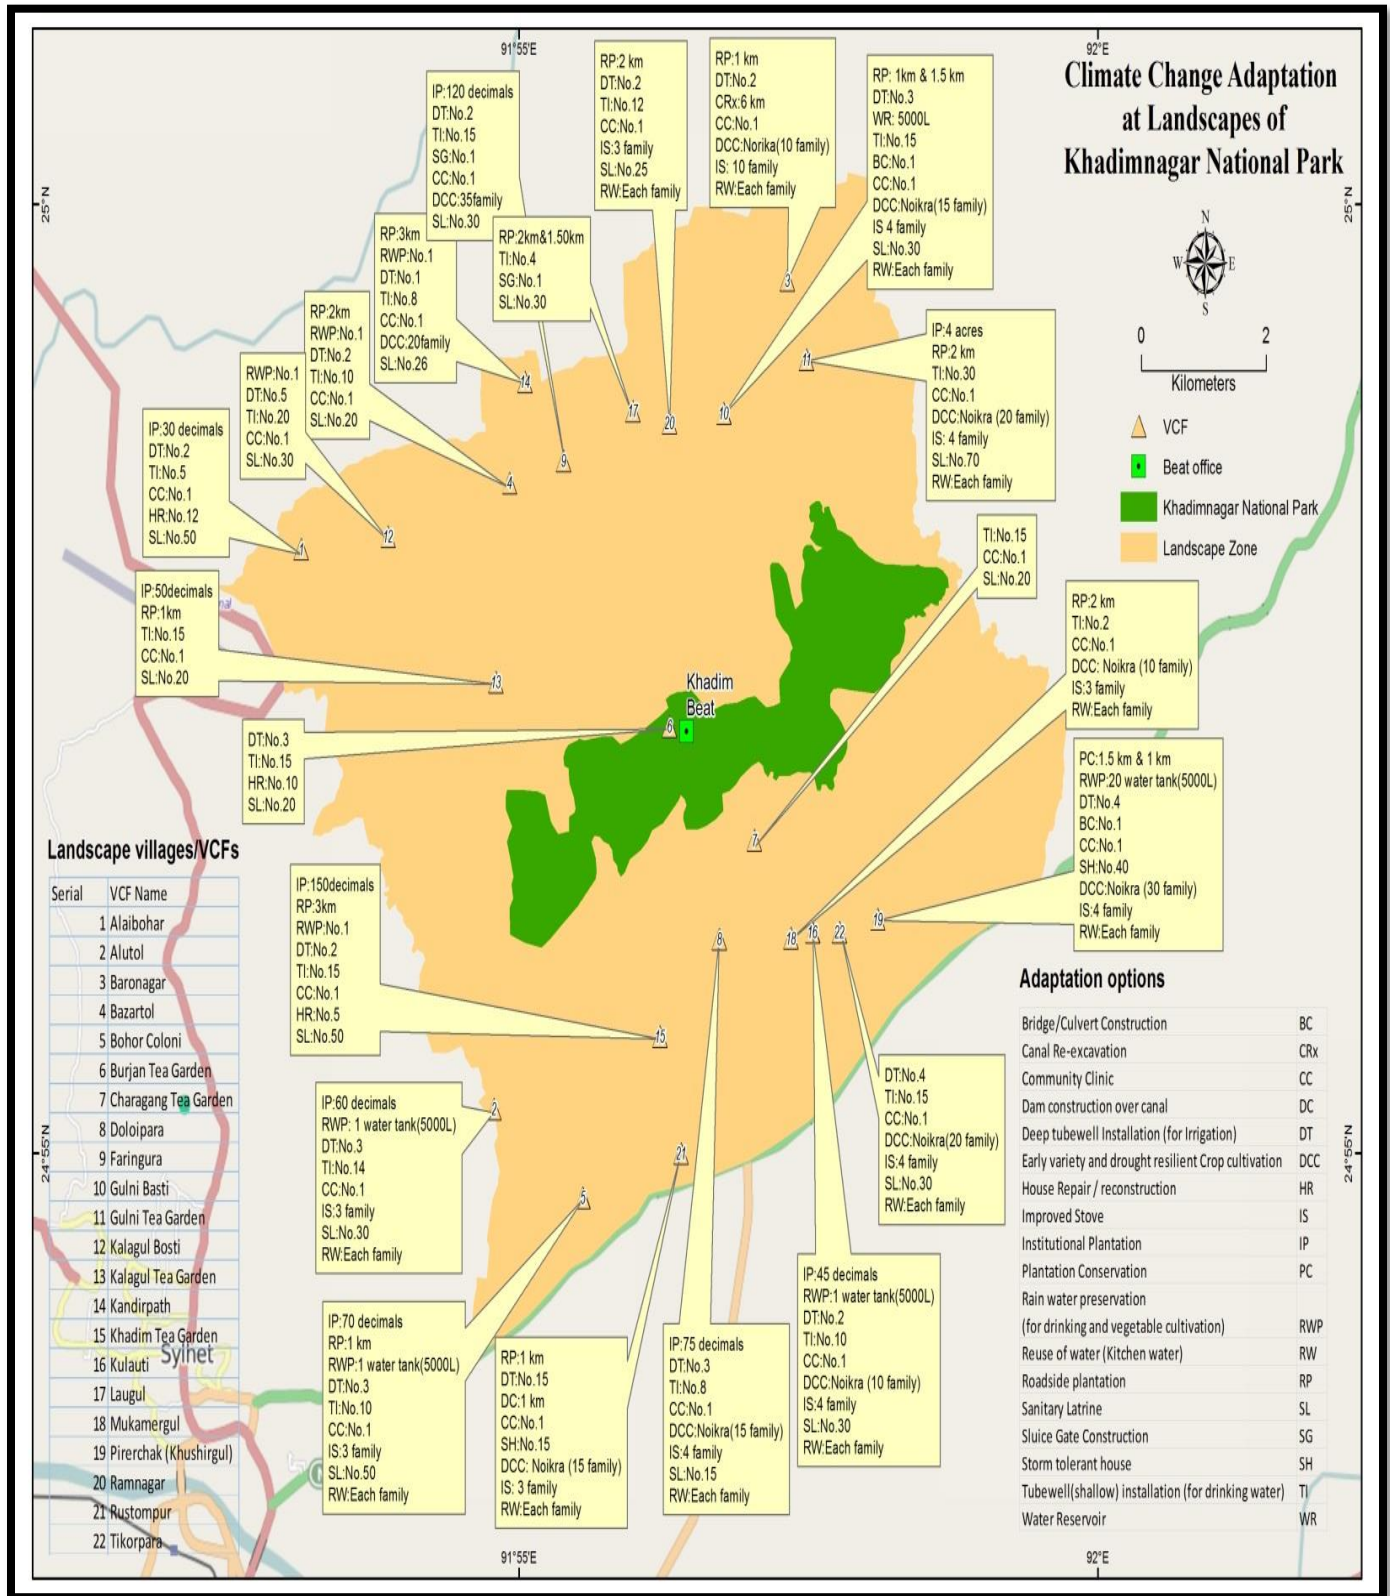 91°55'E
92°E
Climate Change Adaptation
at Landscapes of
Khadimnagar National Park
25°N
25°N
N
W
E
S
0
2
Kilometers
VCF
Beat office
Khadimnagar National Park
Landscape Zone
IP:120 decimals
DT:No.2
TI:No.15
SG:No.1
CC:No.1
DCC:35family
SL:No.30
RP:2 km
DT:No.2
TI:No.12
CC:No.1
IS:3 family
SL:No.25
RW:Each family
RP:1 km
DT:No.2
CRx:6 km
CC:No.1
DCC:Norika(10 family)
IS: 10 family
RW:Each family
RP: 1km & 1.5 km
DT:No.3
WR: 5000L
TI:No.15
BC:No.1
CC:No.1
DCC:Noikra(15 family)
IS 4 family
SL:No.30
RW:Each family
RP:3km
RWP:No.1
DT:No.1
TI:No.8
CC:No.1
DCC:20family
SL:No.26
RP:2km&1.50km
TI:No.4
SG:No.1
SL:No.30
RP:2km
RWP:No.1
DT:No.2
TI:No.10
CC:No.1
SL:No.20
IP:4 acres
RP:2 km
TI:No.30
CC:No.1
DCC:Noikra (20 family)
IS: 4 family
SL:No.70
RW:Each family
RWP:No.1
DT:No.5
TI:No.20
CC:No.1
SL:No.30
IP:30 decimals
DT:No.2
TI:No.5
CC:No.1
HR:No.12
SL:No.50
3
11
14
17
20
10
9
4
12
1
TI:No.15
CC:No.1
SL:No.20
IP:50decimals
RP:1km
TI:No.15
CC:No.1
SL:No.20
nal
RP:2 km
TI:No.2
CC:No.1
DCC: Noikra (10 family)
IS:3 family
RW:Each family
13
Khadim
Beat
6
DT:No.3
TI:No.15
HR:No.10
SL:No.20
PC:1.5 km & 1 km
RWP:20 water tank(5000L)
DT:No.4
BC:No.1
CC:No.1
SH:No.40
DCC:Noikra (30 family)
IS:4 family
RW:Each family
7
8
18
16
22
19
IP:150decimals
RP:3km
RWP:No.1
DT:No.2
TI:No.15
CC:No.1
HR:No.5
SL:No.50
15
2
21
5
Landscape villages/VCFs
Serial VCF Name
1 Alaibohar
2 Alutol
3 Baronagar
4 Bazartol
5 Bohor Coloni
6 Burjan Tea Garden
7 Charagang Tea Garden
8 Doloipara
9 Faringura
10 Gulni Basti
11 Gulni Tea Garden
12 Kalagul Bosti
13 Kalagul Tea Garden
14 Kandirpath
15 Khadim Tea Garden
16 Kulauti
17 Laugul
18 Mukamergul
19 Pirerchak (Khushirgul)
20 Ramnagar
21 Rustompur
22 Tikorpara
Sylhet
24°55'N
24°55'N
IP:60 decimals
RWP: 1 water tank(5000L)
DT:No.3
TI:No.14
CC:No.1
IS:3 family
SL:No.30
RW:Each family
DT:No.4
TI:No.15
CC:No.1
DCC:Noikra(20 family)
IS:4 family
SL:No.30
RW:Each family
IP:70 decimals
RP:1 km
RWP:1 water tank(5000L)
DT:No.3
TI:No.10
CC:No.1
IS:3 family
SL:No.50
RW:Each family
RP:1 km
DT:No.15
DC:1 km
CC:No.1
SH:No.15
DCC: Noikra (15 family)
IS: 3 family
RW:Each family
IP:75 decimals
DT:No.3
TI:No.8
CC:No.1
DCC:Noikra(15 family)
IS:4 family
SL:No.15
RW:Each family
IP:45 decimals
RWP:1 water tank(5000L)
DT:No.2
TI:No.10
CC:No.1
DCC:Noikra (10 family)
IS:4 family
SL:No.30
RW:Each family
Adaptation options
Bridge/Culvert Construction BC
Canal Re-excavation CRx
Community Clinic CC
Dam construction over canal DC
Deep tubewell Installation (for Irrigation) DT
Early variety and drought resilient Crop cultivation DCC
House Repair / reconstruction HR
Improved Stove IS
Institutional Plantation IP
Plantation Conservation PC
Rain water preservation
(for drinking and vegetable cultivation) RWP
Reuse of water (Kitchen water) RW
Roadside plantation RP
Sanitary Latrine SL
Sluice Gate Construction SG
Storm tolerant house SH
Tubewell(shallow) installation (for drinking water) TI
Water Reservoir WR
91°55'E
92°E